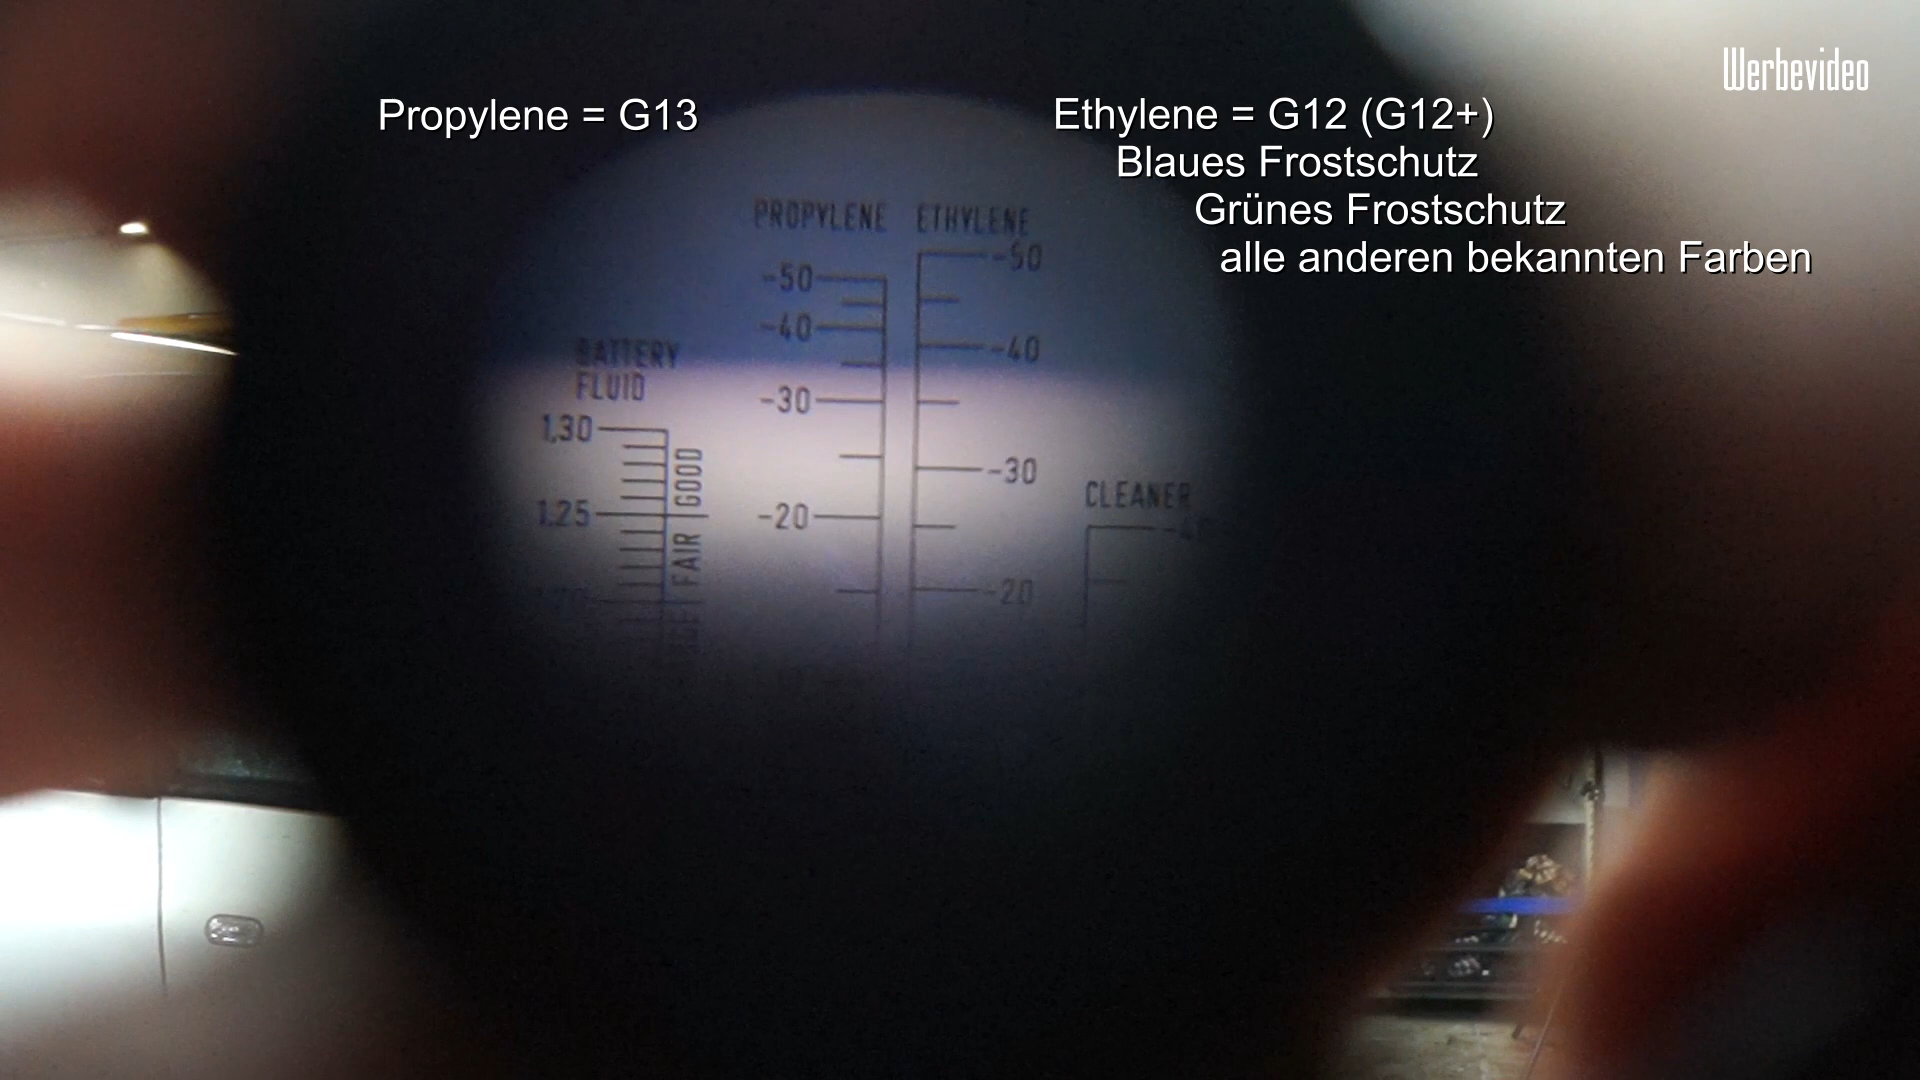 Werbevideo
Propylene = G13
Ethylene = G12 (G12+)
Blaues Frostschutz
Grünes Frostschutz
alle anderen bekannten Farben
PROPYLENE
-50
-40
-30
-20
ETHYLENE
-50
-40
-30
-20
BATTERY
FLUID
1,30
1.25
GOOD
FAIR
CLEANER